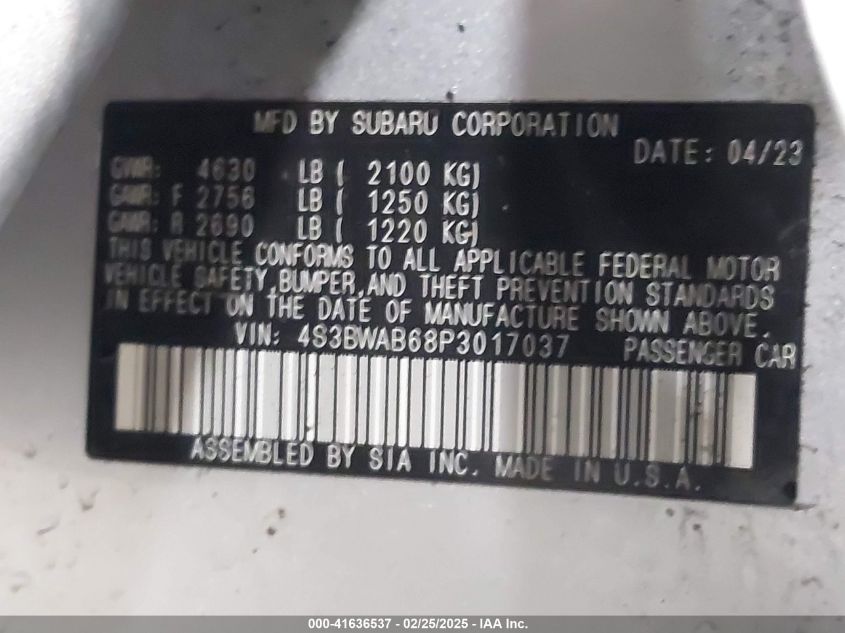 MFD BY SUBARU CORPORATION
DATE: 04/23
GVWR: 4630 LB ( 2100 KG)
GAWR: F 2756 LB ( 1250 KG)
GAWR: R 2690 LB ( 1220 KG)
THIS VEHICLE CONFORMS TO ALL APPLICABLE FEDERAL MOTOR
VEHICLE SAFETY,BUMPER,AND THEFT PREVENTION STANDARDS
IN EFFECT ON THE DATE OF MANUFACTURE SHOWN ABOVE.
VIN: 4S3BWAB68P3017037 PASSENGER CAR
ASSEMBLED BY SIA INC. MADE IN U.S.A.
000-41636537 - 02/25/2025 - IAA Inc.